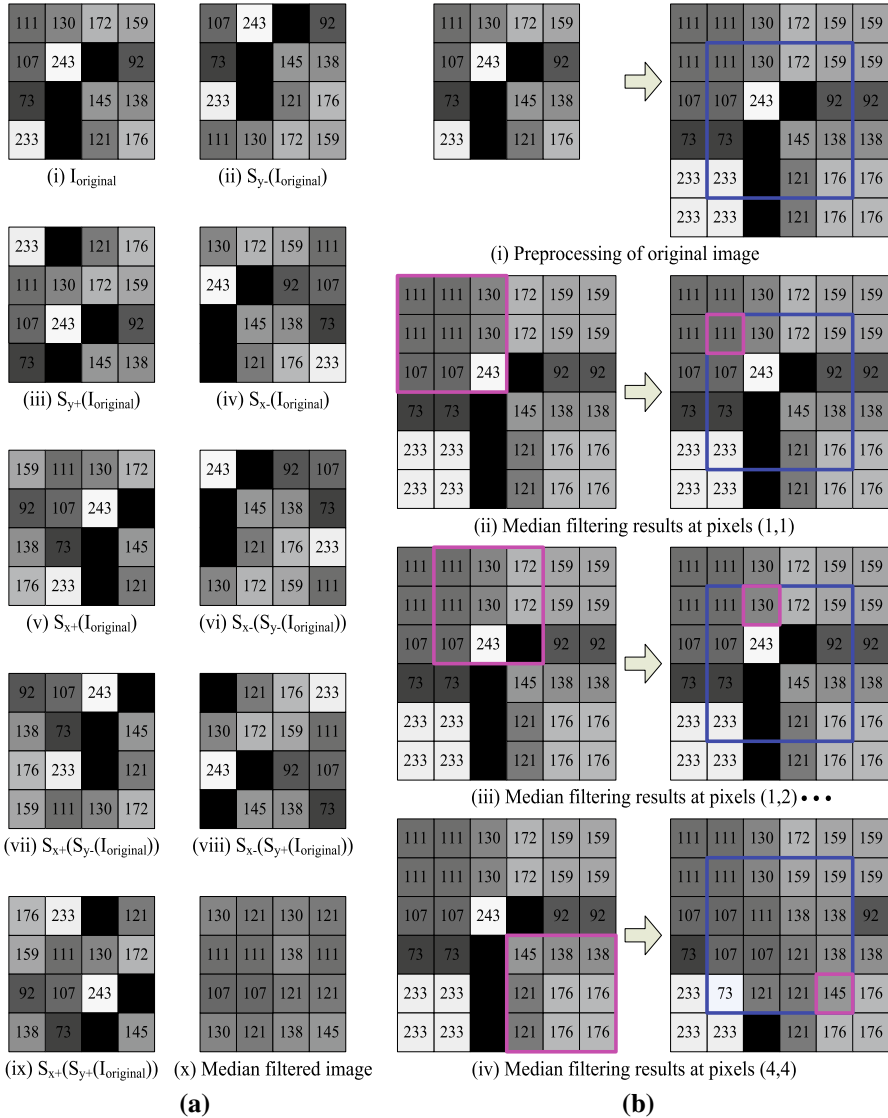 111 130 172 159
107 243 92
73 145 138
233 121 176
(i) Ioriginal
107 243 92
73 145 138
233 121 176
111 130 172 159
(ii) Sy-(Ioriginal)
233 121 176
111 130 172 159
107 243 92
73 145 138
(iii) Sy+(Ioriginal)
130 172 159 111
243 92 107
145 138 73
121 176 233
(iv) Sx-(Ioriginal)
159 111 130 172
92 107 243
138 73 145
176 233 121
(v) Sx+(Ioriginal)
243 92 107
145 138 73
121 176 233
130 172 159 111
(vi) Sx-(Sy-(Ioriginal))
92 107 243
138 73 145
176 233 121
159 111 130 172
(vii) Sx+(Sy-(Ioriginal))
121 176 233
130 172 159 111
243 92 107
145 138 73
(viii) Sx-(Sy+(Ioriginal))
176 233 121
159 111 130 172
92 107 243
138 73 145
(ix) Sx+(Sy+(Ioriginal))
130 121 130 121
111 111 138 111
107 107 121 121
130 121 138 145
(x) Median filtered image
(a)
111 130 172 159
107 243 92
73 145 138
233 121 176
111 111 130 172 159 159
111 111 130 172 159 159
107 107 243 92 92
73 73 145 138 138
233 233 121 176 176
233 233 121 176 176
(i) Preprocessing of original image
111 111 130 172 159 159
111 111 130 172 159 159
107 107 243 92 92
73 73 145 138 138
233 233 121 176 176
233 233 121 176 176
111 111 130 172 159 159
111 111 130 172 159 159
107 107 243 92 92
73 73 145 138 138
233 233 121 176 176
233 233 121 176 176
(ii) Median filtering results at pixels (1,1)
111 111 130 172 159 159
111 111 130 172 159 159
107 107 243 92 92
73 73 145 138 138
233 233 121 176 176
233 233 121 176 176
111 111 130 172 159 159
111 111 130 172 159 159
107 107 243 92 92
73 73 145 138 138
233 233 121 176 176
233 233 121 176 176
(iii) Median filtering results at pixels (1,2) •••
111 111 130 172 159 159
111 111 130 172 159 159
107 107 243 92 92
73 73 145 138 138
233 233 121 176 176
233 233 121 176 176
111 111 130 172 159 159
111 111 130 159 159 159
107 107 111 138 138 92
73 107 107 121 138 138
233 73 121 121 145 176
233 233 121 176 176
(iv) Median filtering results at pixels (4,4)
(b)